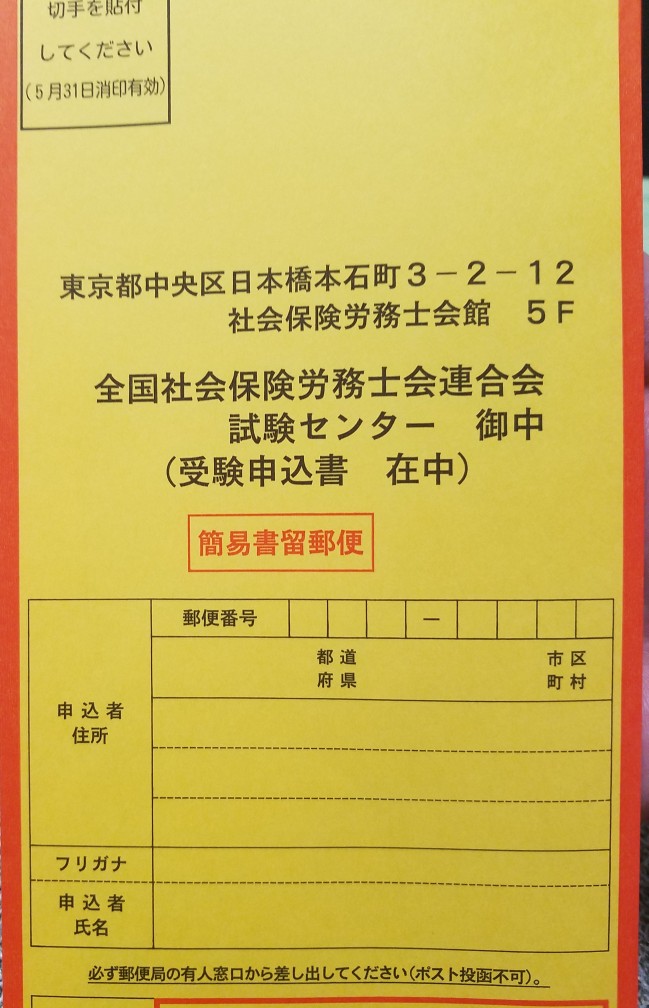 切手を貼付
してください
(5月31日消印有効)
東京都中央区日本橋本石町3-2-12
社会保険労務士会館 5F
全国社会保険労務士会連合会
試験センター 御中
(受験申込書 在中)
簡易書留郵便
郵便番号 ー
都道
府県
市区
町村
申込者
住所
フリガナ
申込者
氏名
必ず郵便局の有人窓口から差し出してください(ポスト投函不可)。